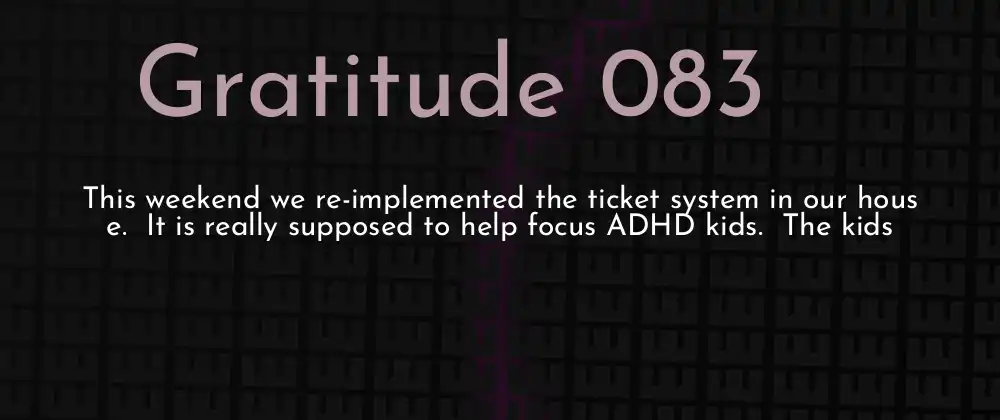 Gratitude 083
This weekend we re-implemented the ticket system in our hous
e.  It is really supposed to help focus ADHD kids.  The kids